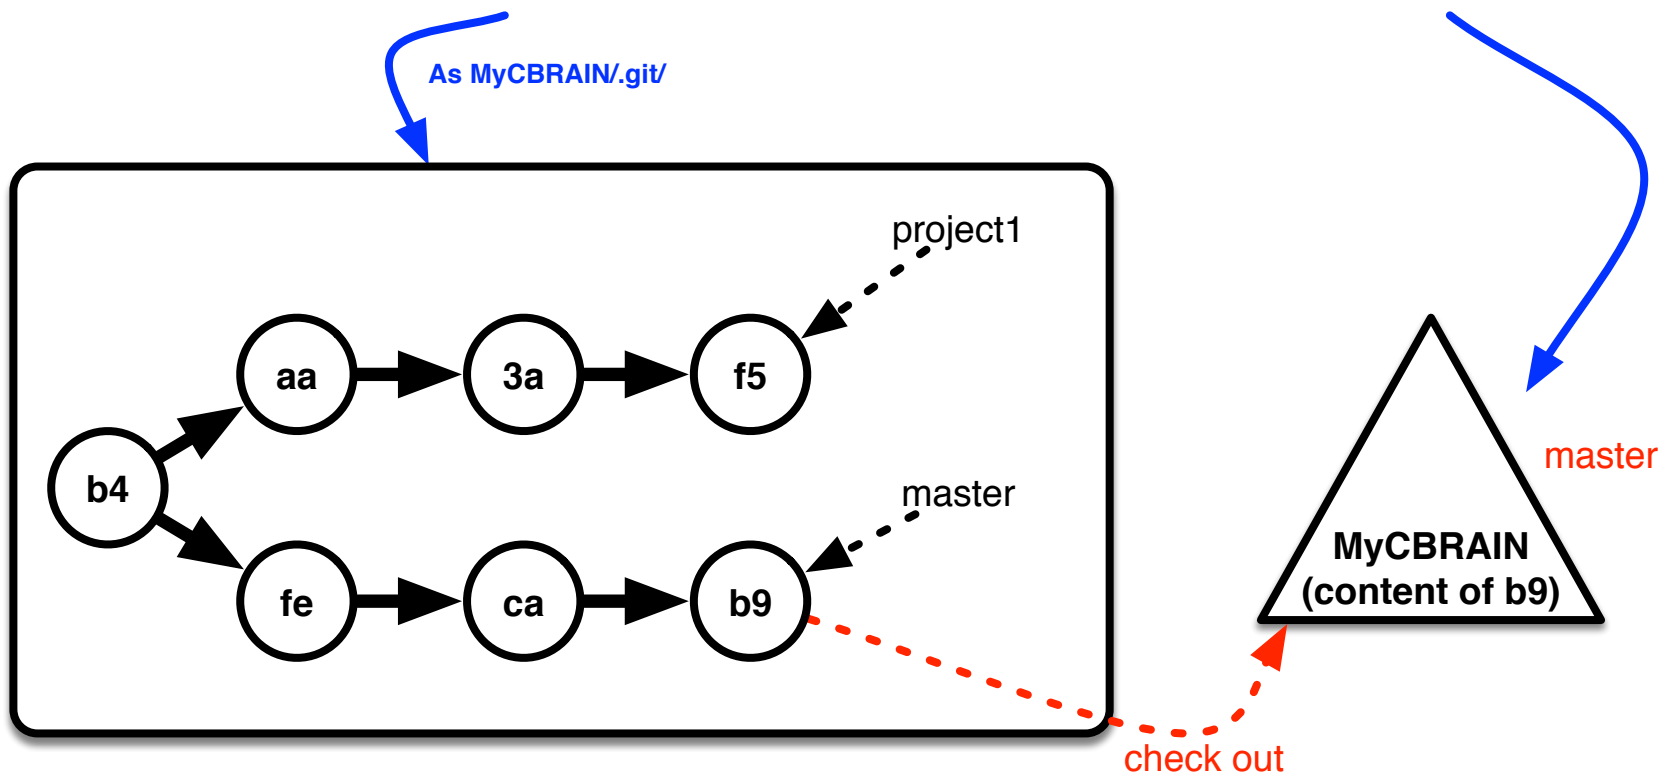 As MyCBRAIN/.git/
project1
aa
3a
f5
b4
master
master
MyCBRAIN
(content of b9)
fe
ca
b9
check out